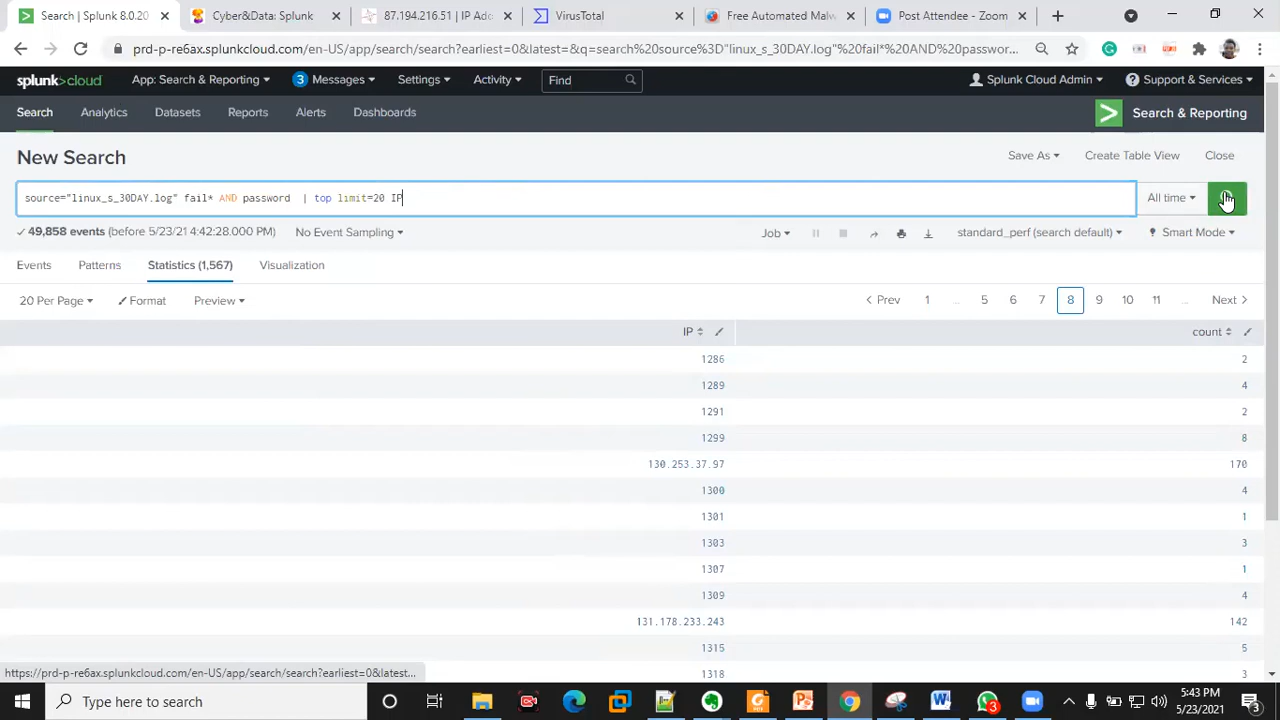 Search | Splunk 8.0.20
Cyber&Data: Splunk
87.194.216.51 | IP Ado
VirusTotal
Free Automated Malw
Post Attendee - Zoom
prd-p-re6ax.splunkcloud.com/en-US/app/search/search?earliest=0&latest=&q=search%20source%3D"linux_s_30DAY.log"%20fail*%20AND%20passwor...
splunk>cloud
App: Search & Reporting
3 Messages
Settings
Activity
Find
Splunk Cloud Admin
Support & Services
Search
Analytics
Datasets
Reports
Alerts
Dashboards
Search & Reporting
New Search
Save As
Create Table View
Close
source="linux_s_30DAY.log" fail* AND password | top limit=20 IP
All time
49,858 events (before 5/23/21 4:42:28.000 PM)
No Event Sampling
Job
standard_perf (search default)
Smart Mode
Events
Patterns
Statistics (1,567)
Visualization
20 Per Page
Format
Preview
< Prev 1 ... 5 6 7 8 9 10 11 ... Next >
IP count
1286 2
1289 4
1291 2
1299 8
130.253.37.97 170
1300 4
1301 1
1303 3
1307 1
1309 4
131.178.233.243 142
1315 5
1318 3
https://prd-p-re6ax.splunkcloud.com/en-US/app/search/search?earliest=0&latest...
Type here to search
3
5:43 PM
5/23/2021
3